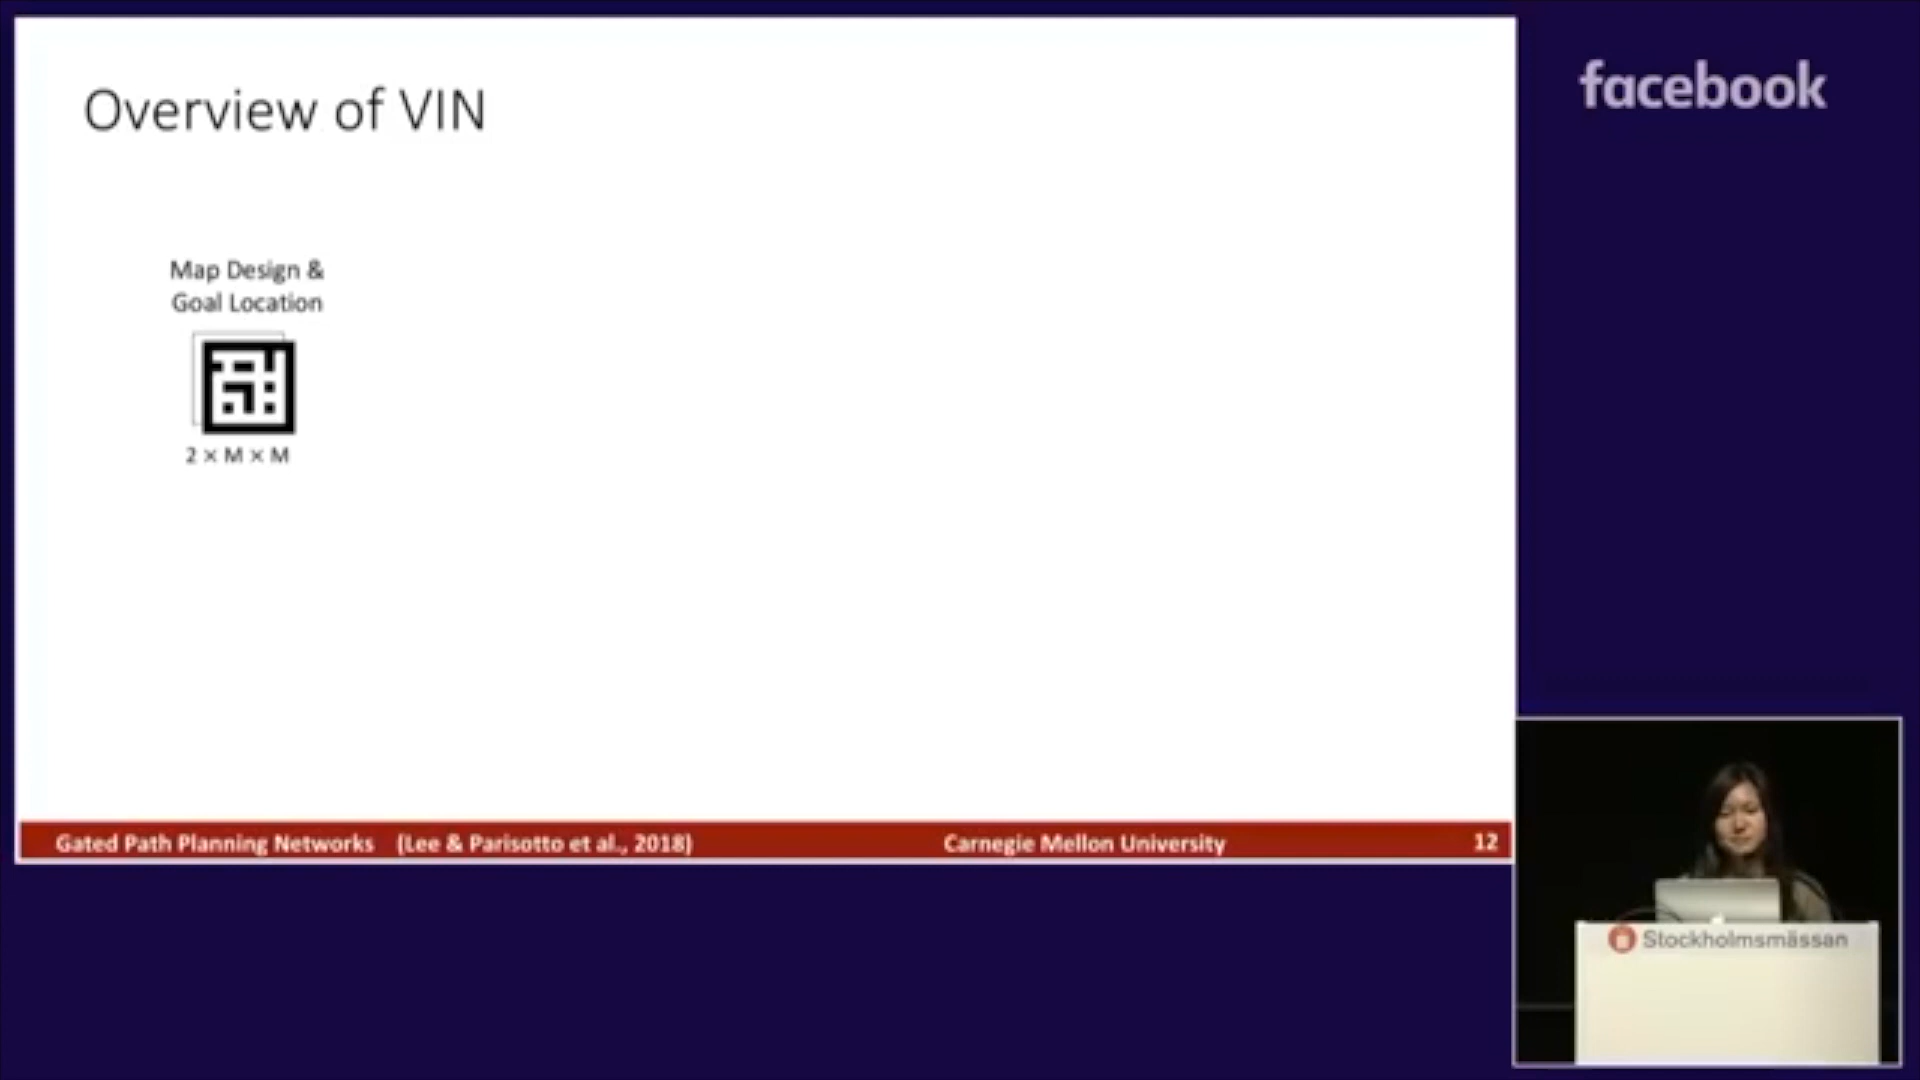 Overview of VIN
facebook
Map Design &
Goal Location
2 × M × M
Gated Path Planning Networks (Lee & Parisotto et al., 2018) Carnegie Mellon University 12
Stockholmsmässan